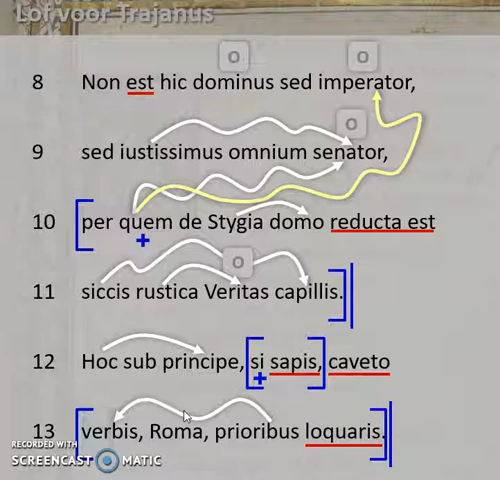 Lof voor Trajanus
O O
8 Non est hic dominus sed imperator,
O
9 sed iustissimus omnium senator,
10 per quem de Stygia domo reducta est
+
O
11 siccis rustica Veritas capillis.
12 Hoc sub principe, si sapis, caveto
+
13 verbis, Roma, prioribus loquaris.
RECORDED WITH
SCREENCAST MATIC